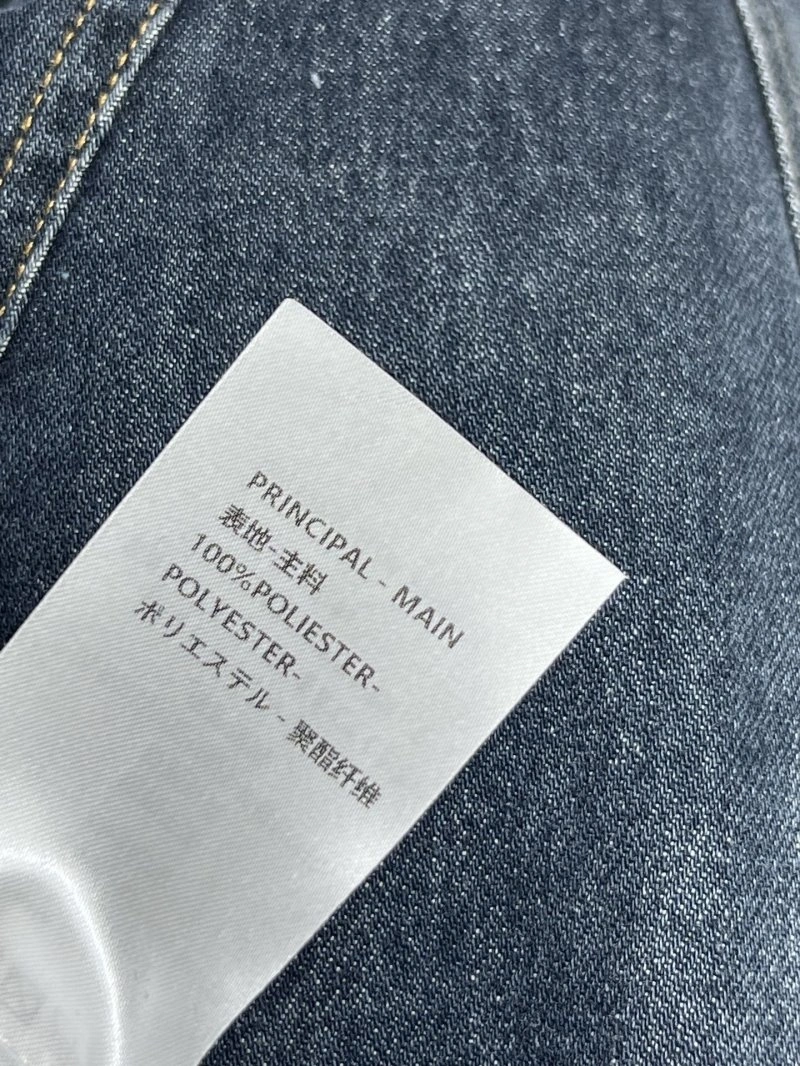 PRINCIPAL - MAIN
表地-主料
100%POLIESTER-
POLYESTER-
ポリエステル - 聚酯纤维